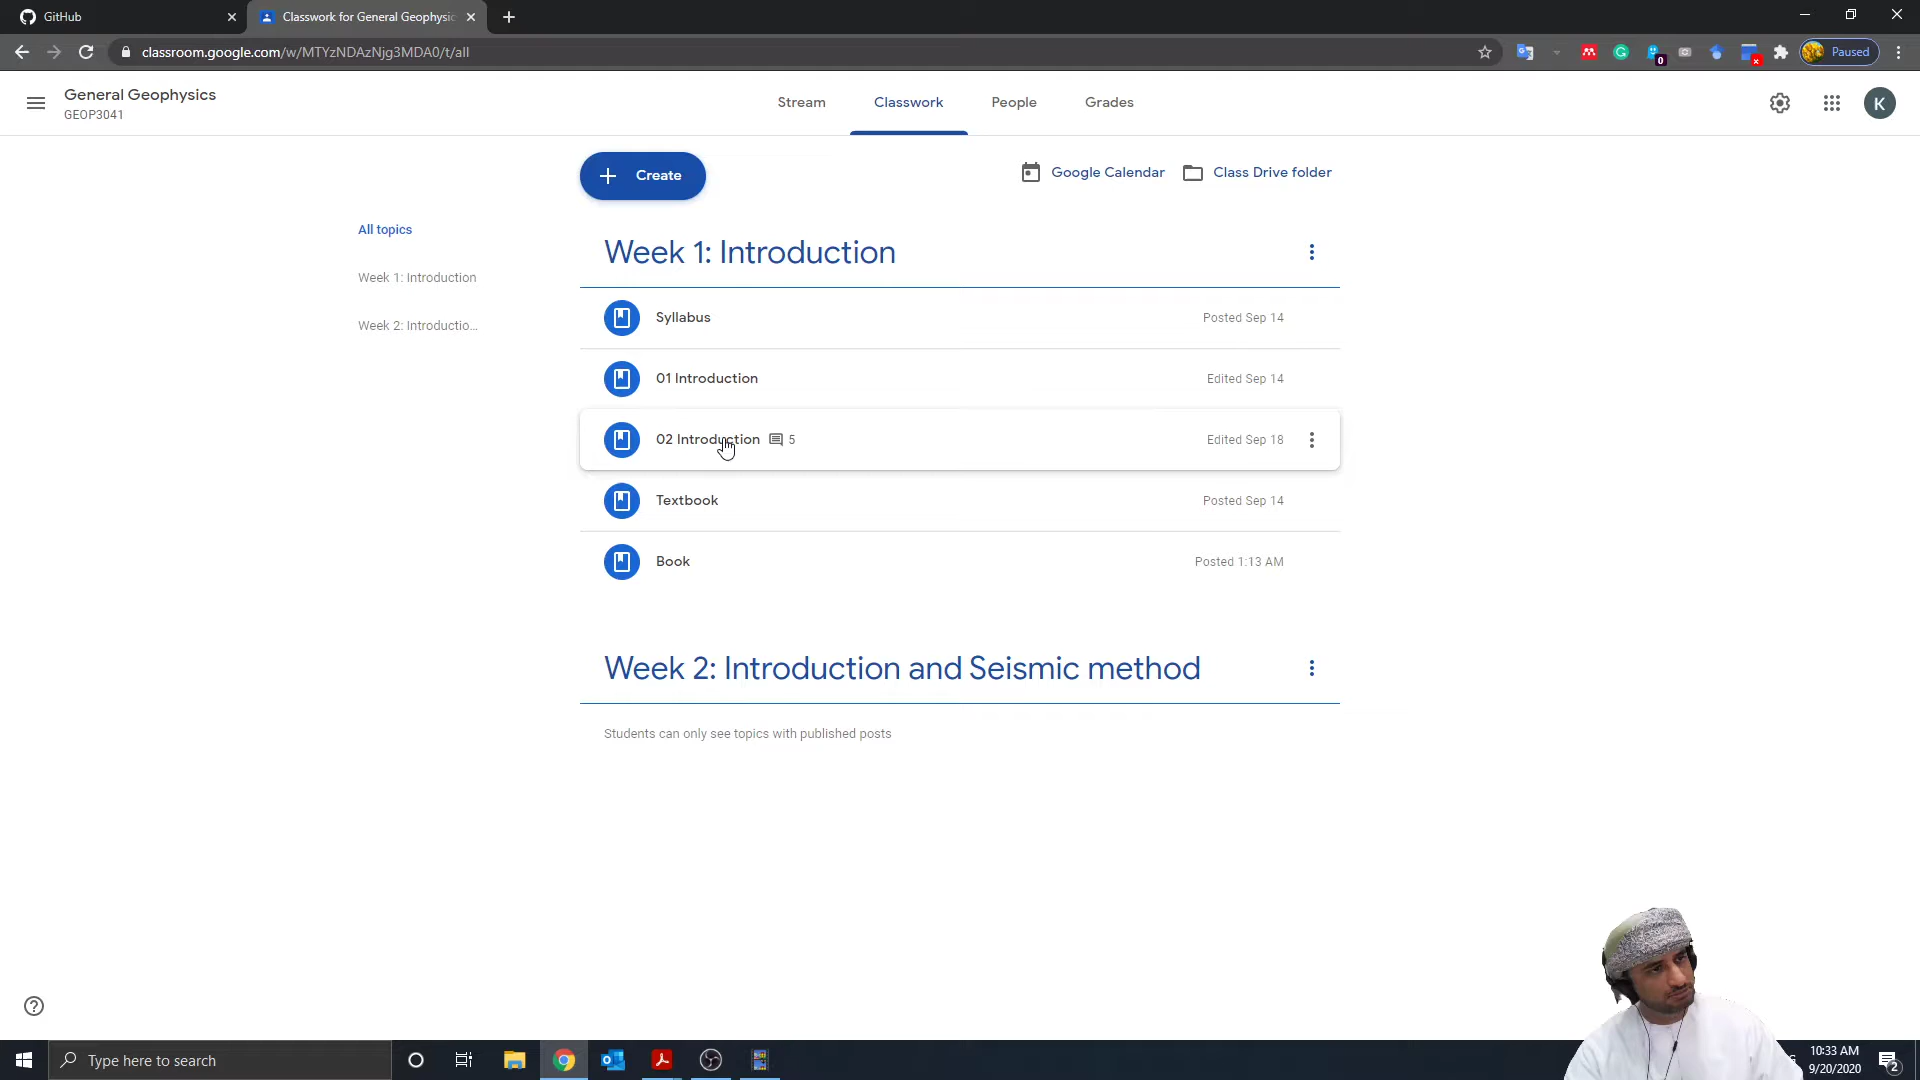 GitHub
Classwork for General Geophysic
classroom.google.com/w/MTYzNDAzNjg3MDA0/t/all
0
Paused
General Geophysics
GEOP3041
Stream
Classwork
People
Grades
K
Create
Google Calendar
Class Drive folder
All topics
Week 1: Introduction
Week 2: Introductio...
Week 1: Introduction
Syllabus
Posted Sep 14
01 Introduction
Edited Sep 14
02 Introduction
5
Edited Sep 18
Textbook
Posted Sep 14
Book
Posted 1:13 AM
Week 2: Introduction and Seismic method
Students can only see topics with published posts
Type here to search
10:33 AM
9/20/2020
2